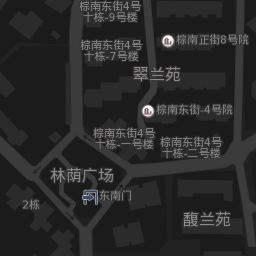 棕南东街4号
十栋-9号楼
棕南正街8号院
棕南东街4号
十栋-7号楼
翠兰苑
棕南东街-4号院
棕南东街4号
十栋-一号楼
棕南东街4号
十栋-二号楼
林荫广场
东南门
2栋
馥兰苑